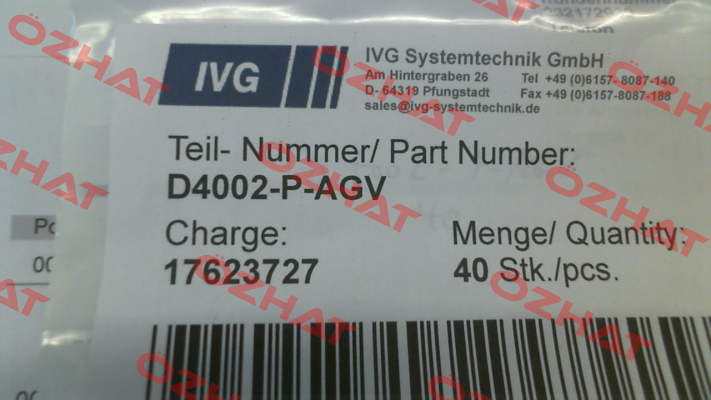 IVG
IVG Systemtechnik GmbH
Am Hintergraben 26 Tel +49 (0)6157- 8087-140
D- 64319 Pfungstadt Fax +49 (0)6157-8087-188
sales@ivg-systemtechnik.de
Teil- Nummer/ Part Number:
D4002-P-AGV
Charge: Menge/ Quantity:
17623727 40 Stk./pcs.
ÖZHAT